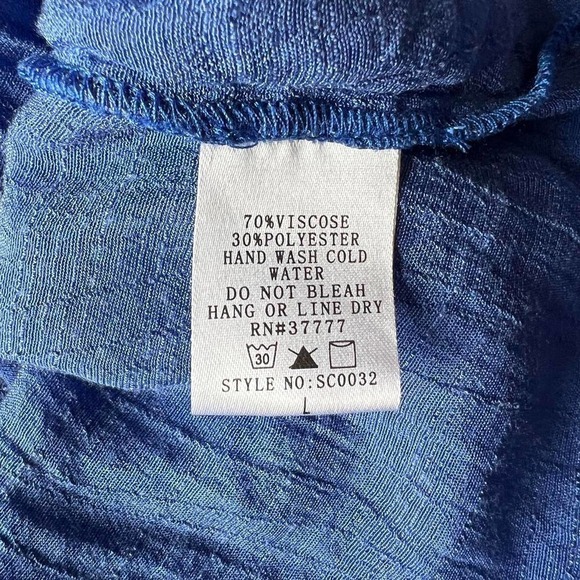 70%VISCOSE
30%POLYESTER
HAND WASH COLD
WATER
DO NOT BLEAH
HANG OR LINE DRY
RN#37777
30
STYLE NO:SC0032
L